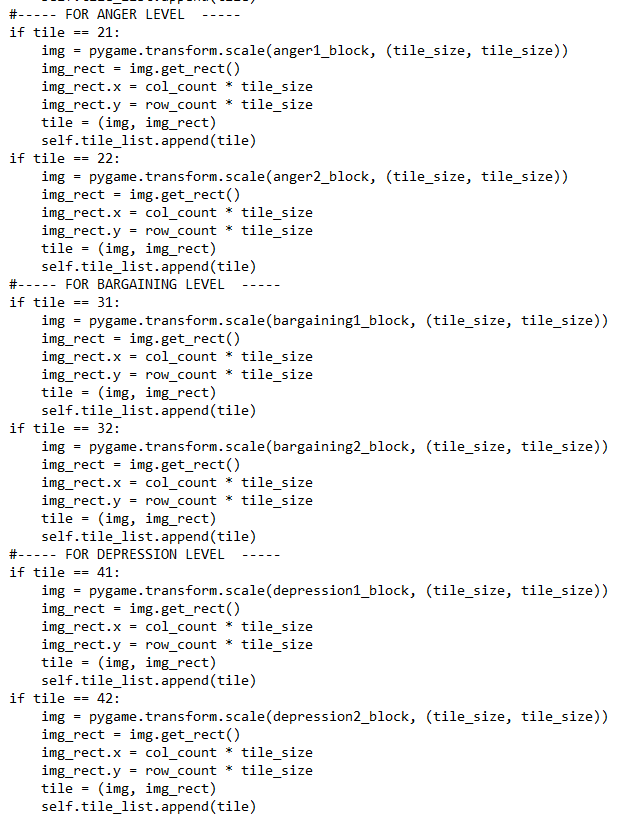 #----- FOR ANGER LEVEL  -----
if tile == 21:
    img = pygame.transform.scale(anger1_block, (tile_size, tile_size))
    img_rect = img.get_rect()
    img_rect.x = col_count * tile_size
    img_rect.y = row_count * tile_size
    tile = (img, img_rect)
    self.tile_list.append(tile)
if tile == 22:
    img = pygame.transform.scale(anger2_block, (tile_size, tile_size))
    img_rect = img.get_rect()
    img_rect.x = col_count * tile_size
    img_rect.y = row_count * tile_size
    tile = (img, img_rect)
    self.tile_list.append(tile)
#----- FOR BARGAINING LEVEL  -----
if tile == 31:
    img = pygame.transform.scale(bargaining1_block, (tile_size, tile_size))
    img_rect = img.get_rect()
    img_rect.x = col_count * tile_size
    img_rect.y = row_count * tile_size
    tile = (img, img_rect)
    self.tile_list.append(tile)
if tile == 32:
    img = pygame.transform.scale(bargaining2_block, (tile_size, tile_size))
    img_rect = img.get_rect()
    img_rect.x = col_count * tile_size
    img_rect.y = row_count * tile_size
    tile = (img, img_rect)
    self.tile_list.append(tile)
#----- FOR DEPRESSION LEVEL  -----
if tile == 41:
    img = pygame.transform.scale(depression1_block, (tile_size, tile_size))
    img_rect = img.get_rect()
    img_rect.x = col_count * tile_size
    img_rect.y = row_count * tile_size
    tile = (img, img_rect)
    self.tile_list.append(tile)
if tile == 42:
    img = pygame.transform.scale(depression2_block, (tile_size, tile_size))
    img_rect = img.get_rect()
    img_rect.x = col_count * tile_size
    img_rect.y = row_count * tile_size
    tile = (img, img_rect)
    self.tile_list.append(tile)